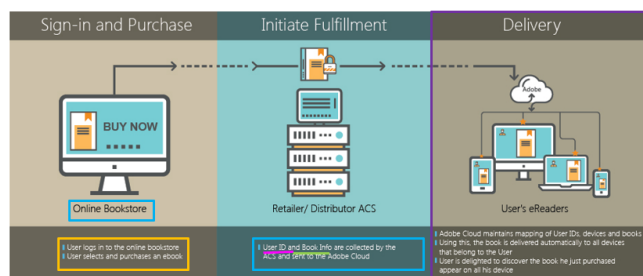 Sign-in and Purchase
Initiate Fulfillment
Delivery
Adobe
BUY NOW
Online Bookstore
Retailer/ Distributor ACS
User's eReaders
User logs in to the online bookstore
User selects and purchases an ebook
User ID and Book Info are collected by the
ACS and sent to the Adobe Cloud
Adobe Cloud maintains mapping of User IDs, devices and books
Using this, the book is delivered automatically to all devices
that belong to the User
User is delighted to discover the book he just purchased
appear on all his device